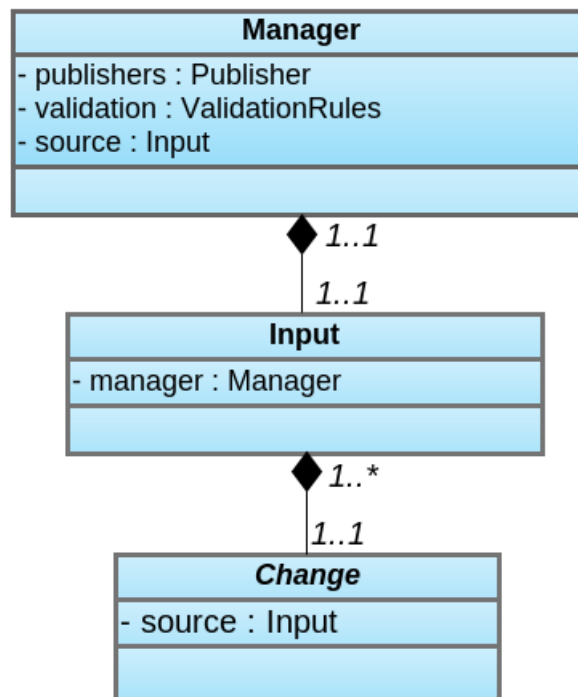 Manager
- publishers : Publisher
- validation : ValidationRules
- source : Input
1..1
1..1
Input
- manager : Manager
1..*
1..1
Change
- source : Input